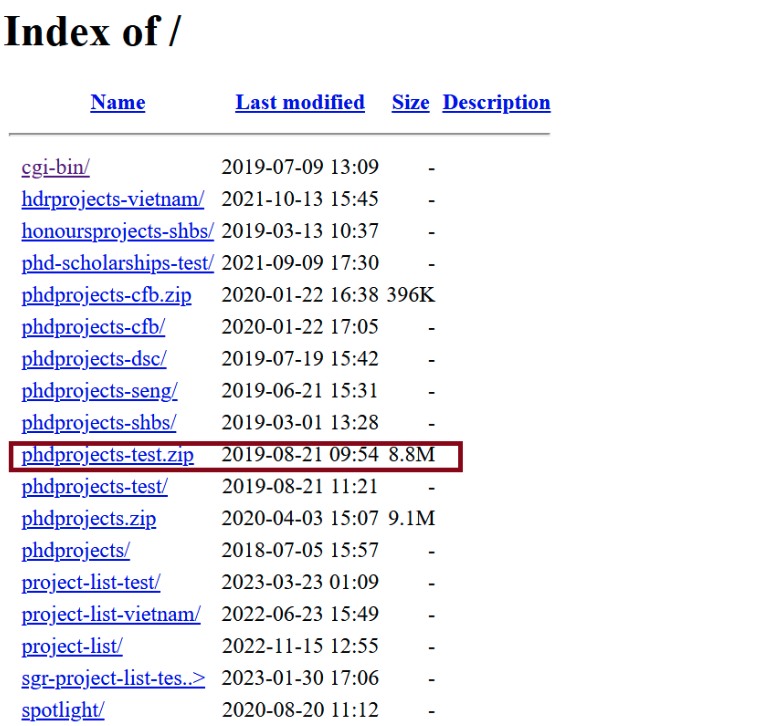 Index of /
Name Last modified Size Description
cgi-bin/ 2019-07-09 13:09 -
hdrprojects-vietnam/ 2021-10-13 15:45 -
honoursprojects-shbs/ 2019-03-13 10:37 -
phd-scholarships-test/ 2021-09-09 17:30 -
phdprojects-cfb.zip 2020-01-22 16:38 396K
phdprojects-cfb/ 2020-01-22 17:05 -
phdprojects-dsc/ 2019-07-19 15:42 -
phdprojects-seng/ 2019-06-21 15:31 -
phdprojects-shbs/ 2019-03-01 13:28 -
phdprojects-test.zip 2019-08-21 09:54 8.8M
phdprojects-test/ 2019-08-21 11:21 -
phdprojects.zip 2020-04-03 15:07 9.1M
phdprojects/ 2018-07-05 15:57 -
project-list-test/ 2023-03-23 01:09 -
project-list-vietnam/ 2022-06-23 15:49 -
project-list/ 2022-11-15 12:55 -
sgr-project-list-tes..> 2023-01-30 17:06 -
spotlight/ 2020-08-20 11:12 -